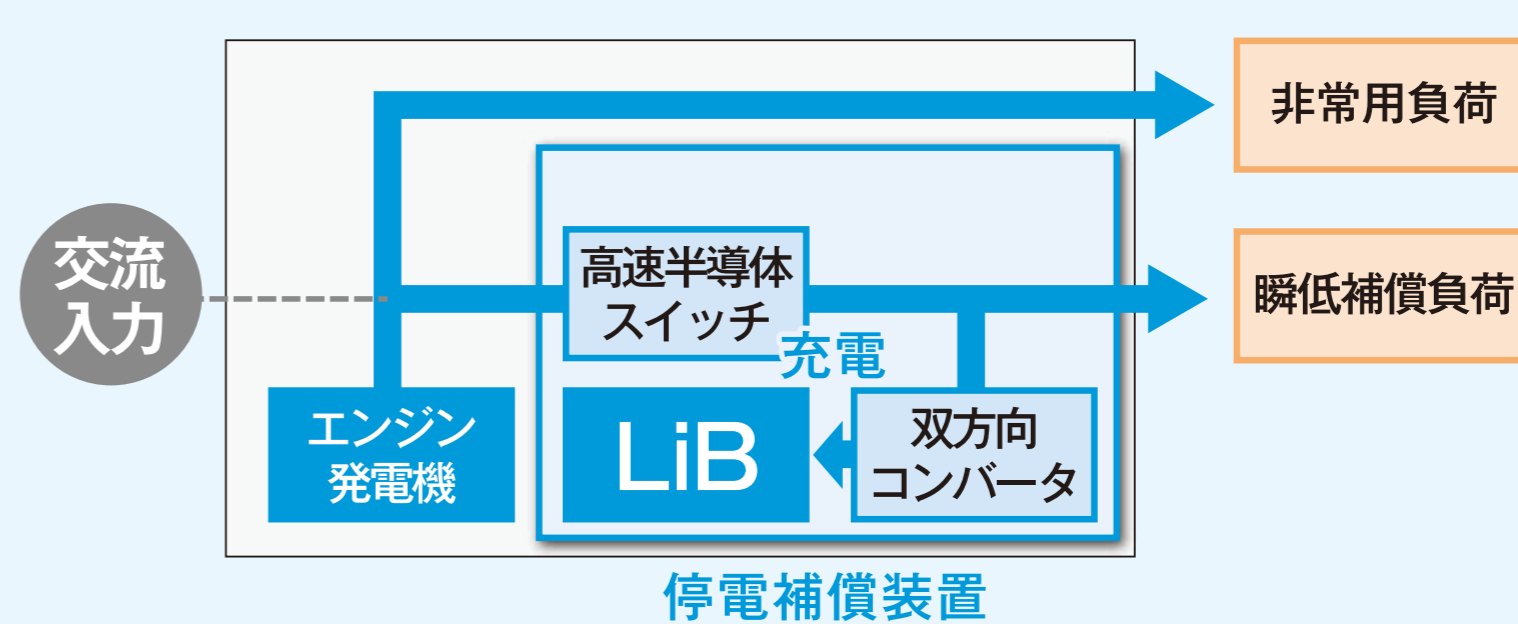 非常用負荷
交流
入力
高速半導体
スイッチ
瞬低補償負荷
充電
エンジン
発電機
LiB
双方向
コンバータ
停電補償装置